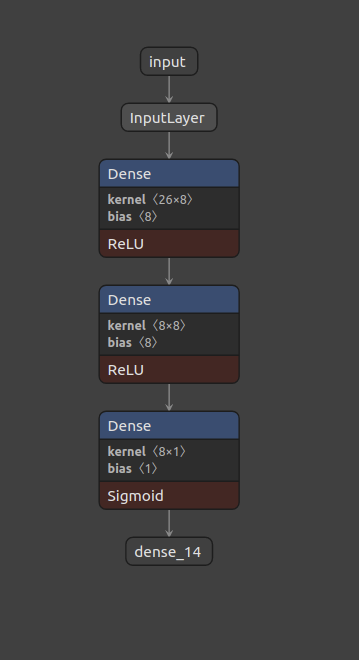 input
InputLayer
Dense
kernel〈26×8〉
bias〈8〉
ReLU
Dense
kernel〈8×8〉
bias〈8〉
ReLU
Dense
kernel〈8×1〉
bias〈1〉
Sigmoid
dense_14